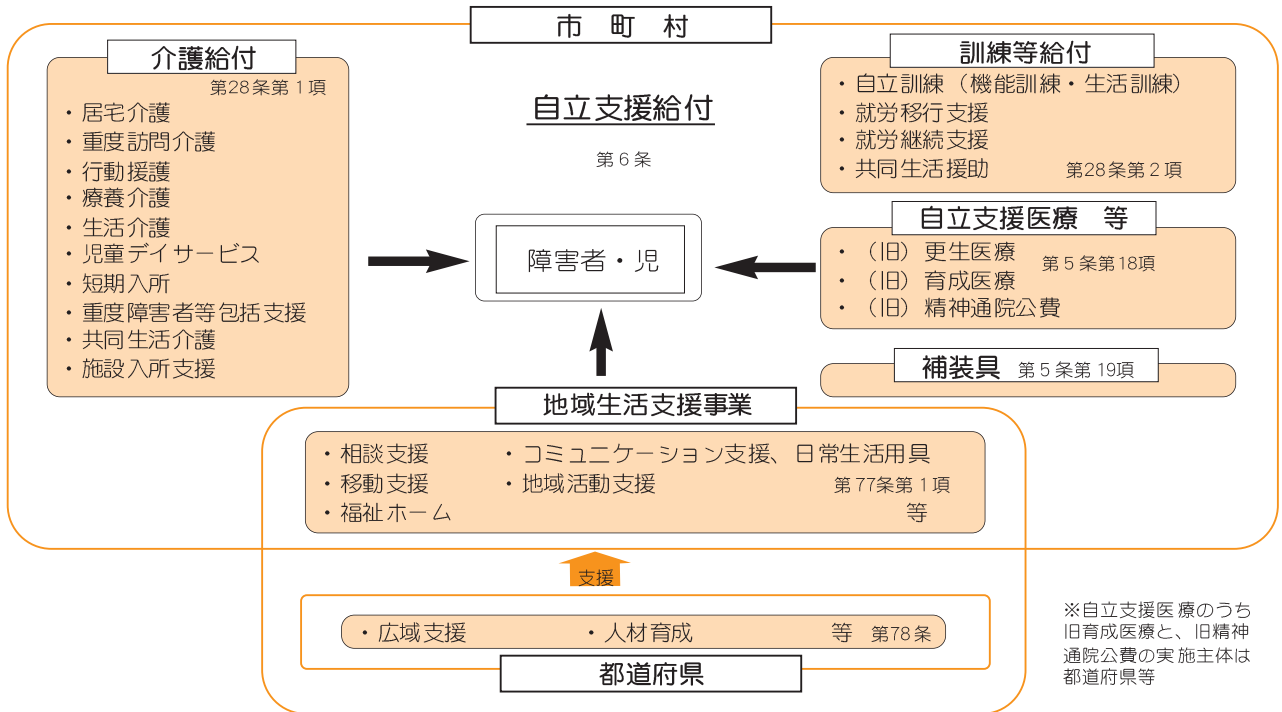 市 町 村
介護給付
第28条第1項
・居宅介護
・重度訪問介護
・行動援護
・療養介護
・生活介護
・児童デイサービス
・短期入所
・重度障害者等包括支援
・共同生活介護
・施設入所支援
自立支援給付
第6条
障害者・児
訓練等給付
・自立訓練（機能訓練・生活訓練）
・就労移行支援
・就労継続支援
・共同生活援助 第28条第2項
自立支援医療 等
・（旧）更生医療 第5条第18項
・（旧）育成医療
・（旧）精神通院公費
補装具 第5条第19項
地域生活支援事業
・相談支援 ・コミュニケーション支援、日常生活用具
・移動支援 ・地域活動支援 第77条第1項
・福祉ホーム 等
支援
・広域支援 ・人材育成 等 第78条
都道府県
※自立支援医療のうち
旧育成医療と、旧精神
通院公費の実施主体は
都道府県等